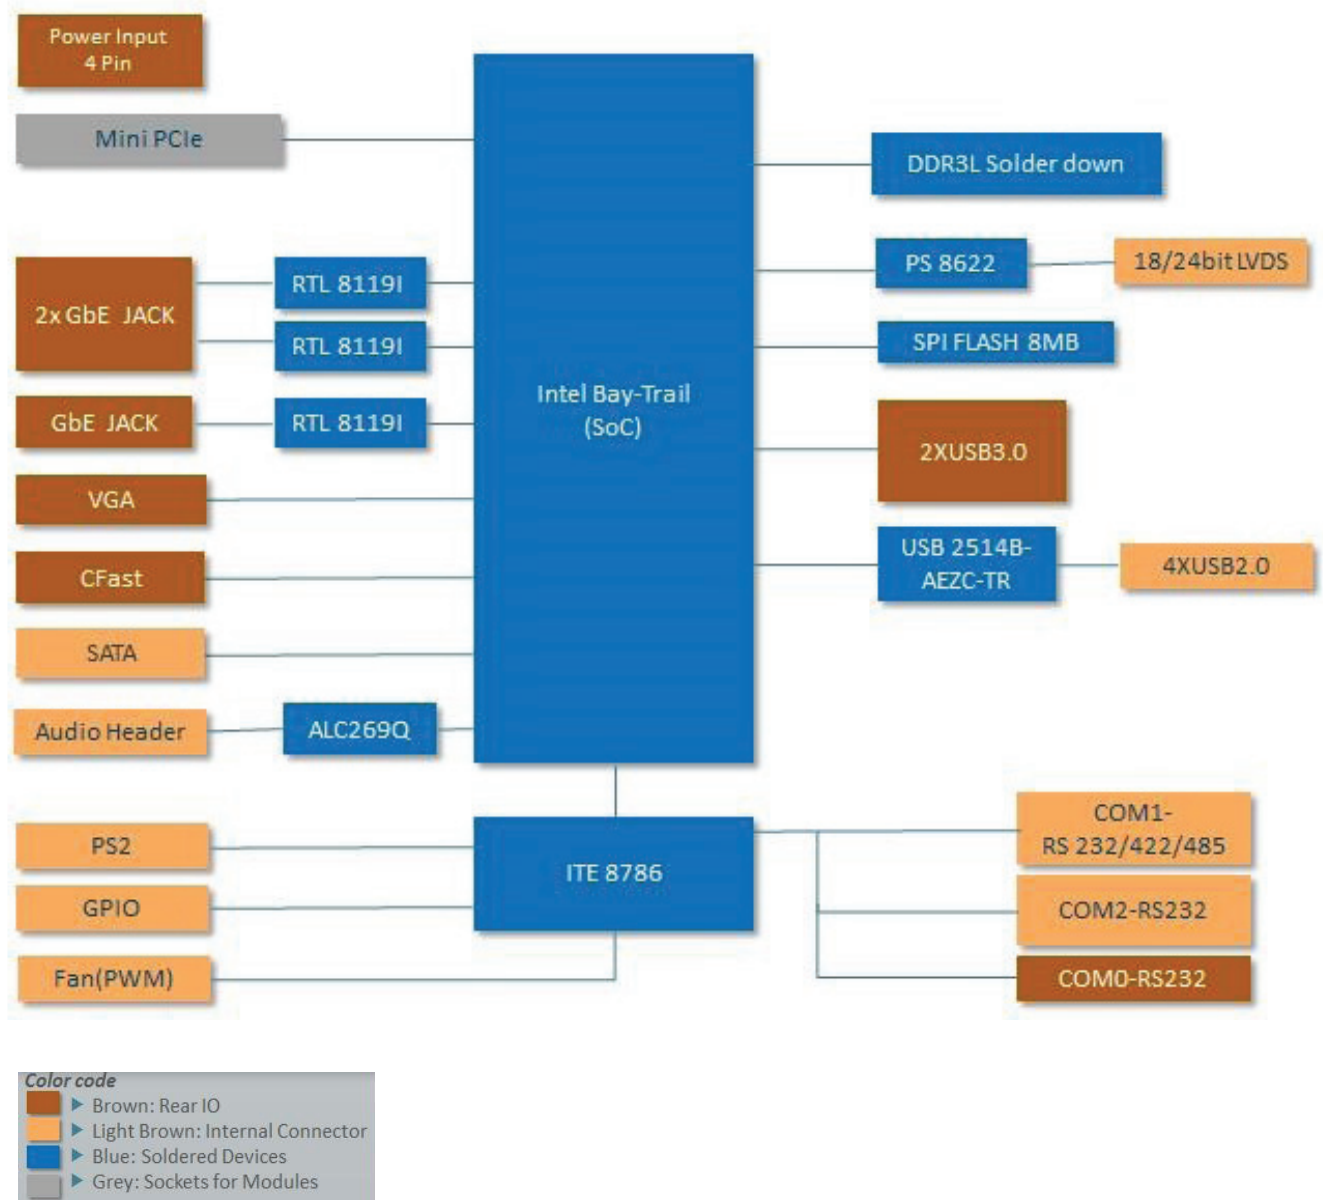 Power Input
4 Pin
Mini PCIe
DDR3L Solder down
PS 8622
18/24bit LVDS
RTL 8119I
2x GbE JACK
RTL 8119I
SPI FLASH 8MB
Intel Bay-Trail
(SoC)
GbE JACK
RTL 8119I
2XUSB3.0
VGA
USB 2514B-
AEZC-TR
4XUSB2.0
CFast
SATA
Audio Header
ALC269Q
COM1-
RS 232/422/485
PS2
ITE 8786
GPIO
COM2-RS232
Fan(PWM)
COM0-RS232
Color code
Brown: Rear IO
Light Brown: Internal Connector
Blue: Soldered Devices
Grey: Sockets for Modules